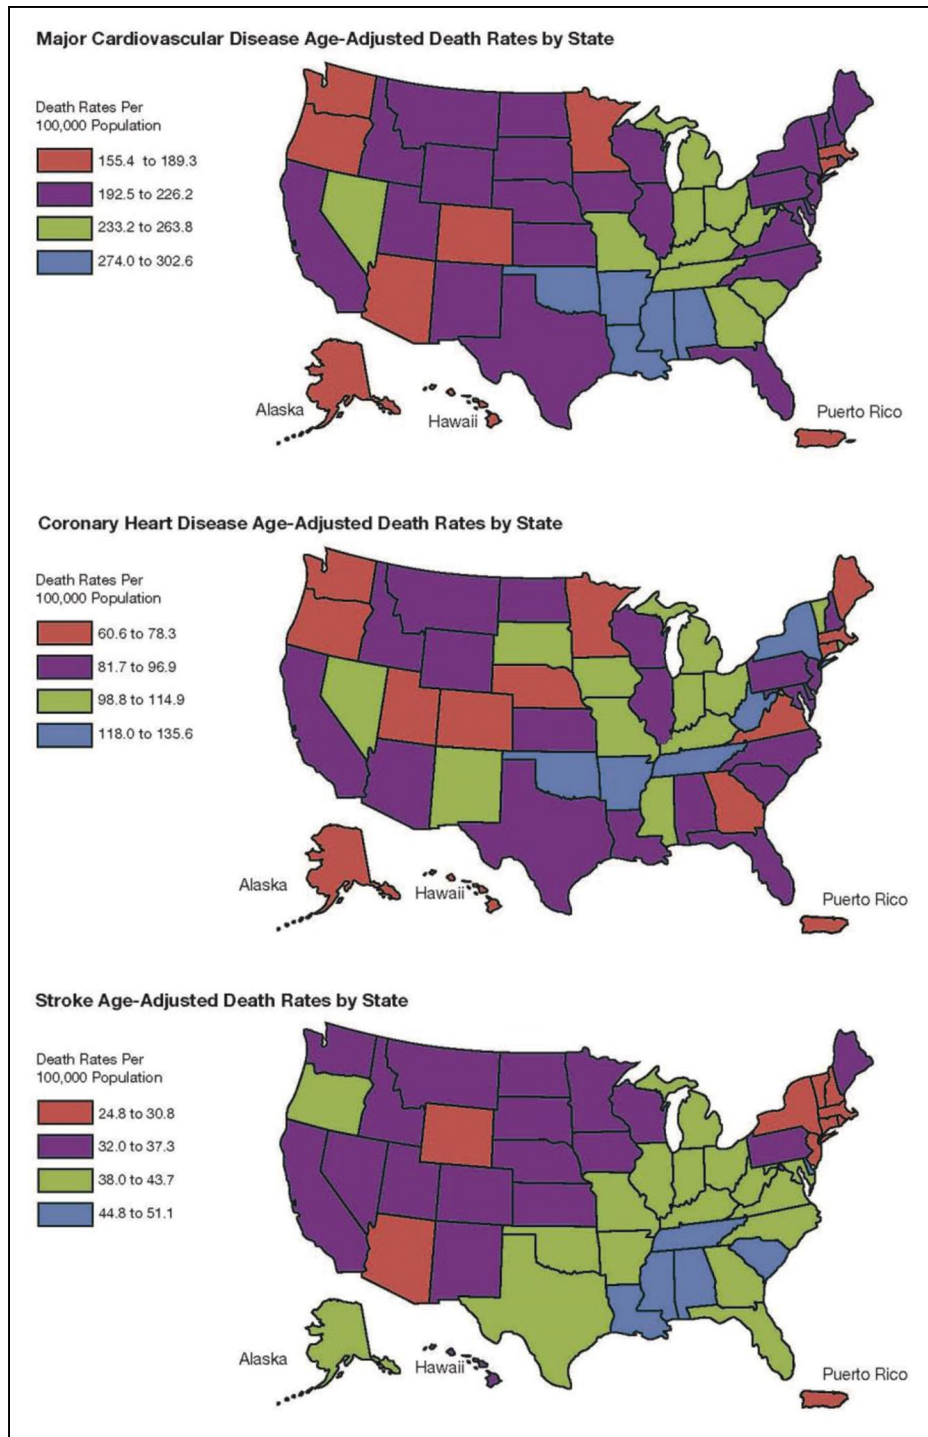 Major Cardiovascular Disease Age-Adjusted Death Rates by State
Death Rates Per
100,000 Population
155.4 to 189.3
192.5 to 226.2
233.2 to 263.8
274.0 to 302.6
Alaska
Hawaii
Puerto Rico
Coronary Heart Disease Age-Adjusted Death Rates by State
Death Rates Per
100,000 Population
60.6 to 78.3
81.7 to 96.9
98.8 to 114.9
118.0 to 135.6
Alaska
Hawaii
Puerto Rico
Stroke Age-Adjusted Death Rates by State
Death Rates Per
100,000 Population
24.8 to 30.8
32.0 to 37.3
38.0 to 43.7
44.8 to 51.1
Alaska
Hawaii
Puerto Rico